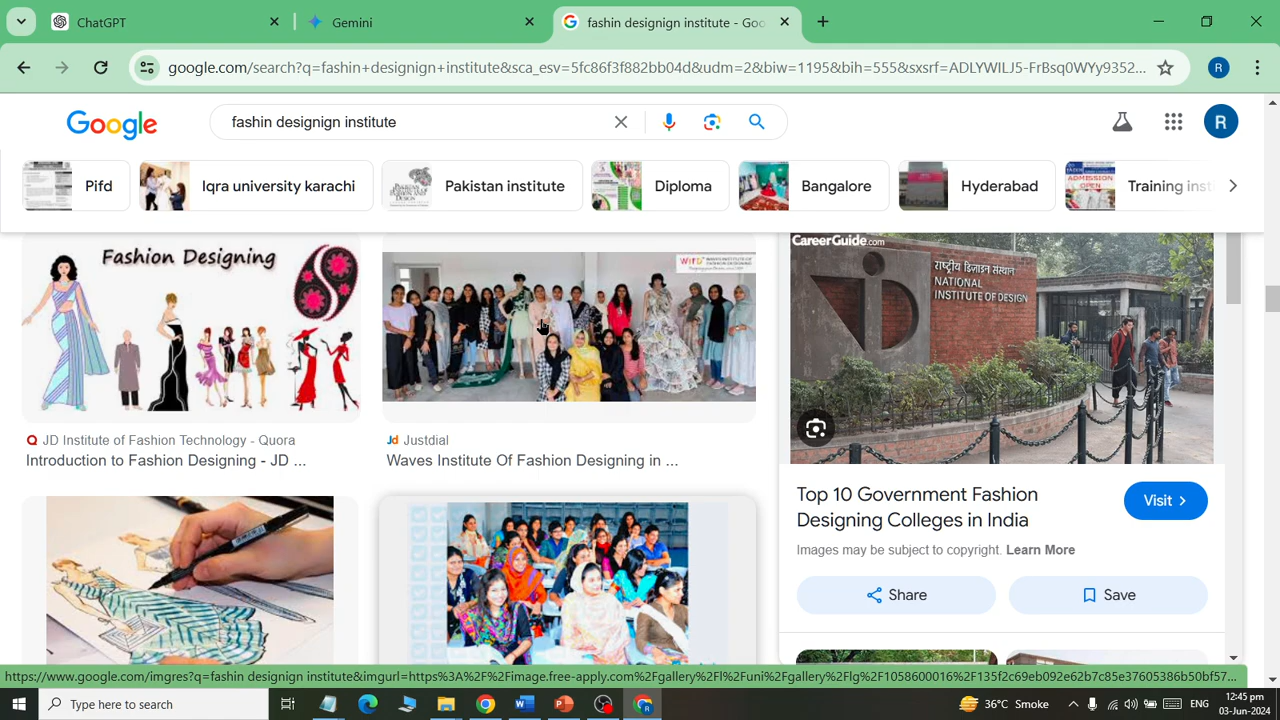 ChatGPT
Gemini
fashin designign institute - Goo
google.com/search?q=fashin+designign+institute&sca_esv=5fc86f3f882bb04d&udm=2&biw=1195&bih=555&sxsrf=ADLYWILJ5-FrBsq0WYy9352...
R
Google
fashin designign institute
R
Pifd
Iqra university karachi
Pakistan institute
Diploma
Bangalore
Hyderabad
Training inst
Fashion Designing
JD Institute of Fashion Technology - Quora
Introduction to Fashion Designing - JD ...
Jd Justdial
Waves Institute Of Fashion Designing in ...
CareerGuide.com
राष्ट्रीय डिज़ाइन संस्थान
NATIONAL
INSTITUTE OF DESIGN
Top 10 Government Fashion
Designing Colleges in India
Visit
Images may be subject to copyright. Learn More
Share
Save
https://www.google.com/imgres?q=fashin designign institute&imgurl=https%3A%2F%2Fimage.free-apply.com%2Fgallery%2Fl%2Funi%2Fgallery%2Flg%2F1058600016%2F135f2c69eb092e62b7c85e37605386b50bf57...
Type here to search
36°C Smoke
ENG
12:45 pm
03-Jun-2024